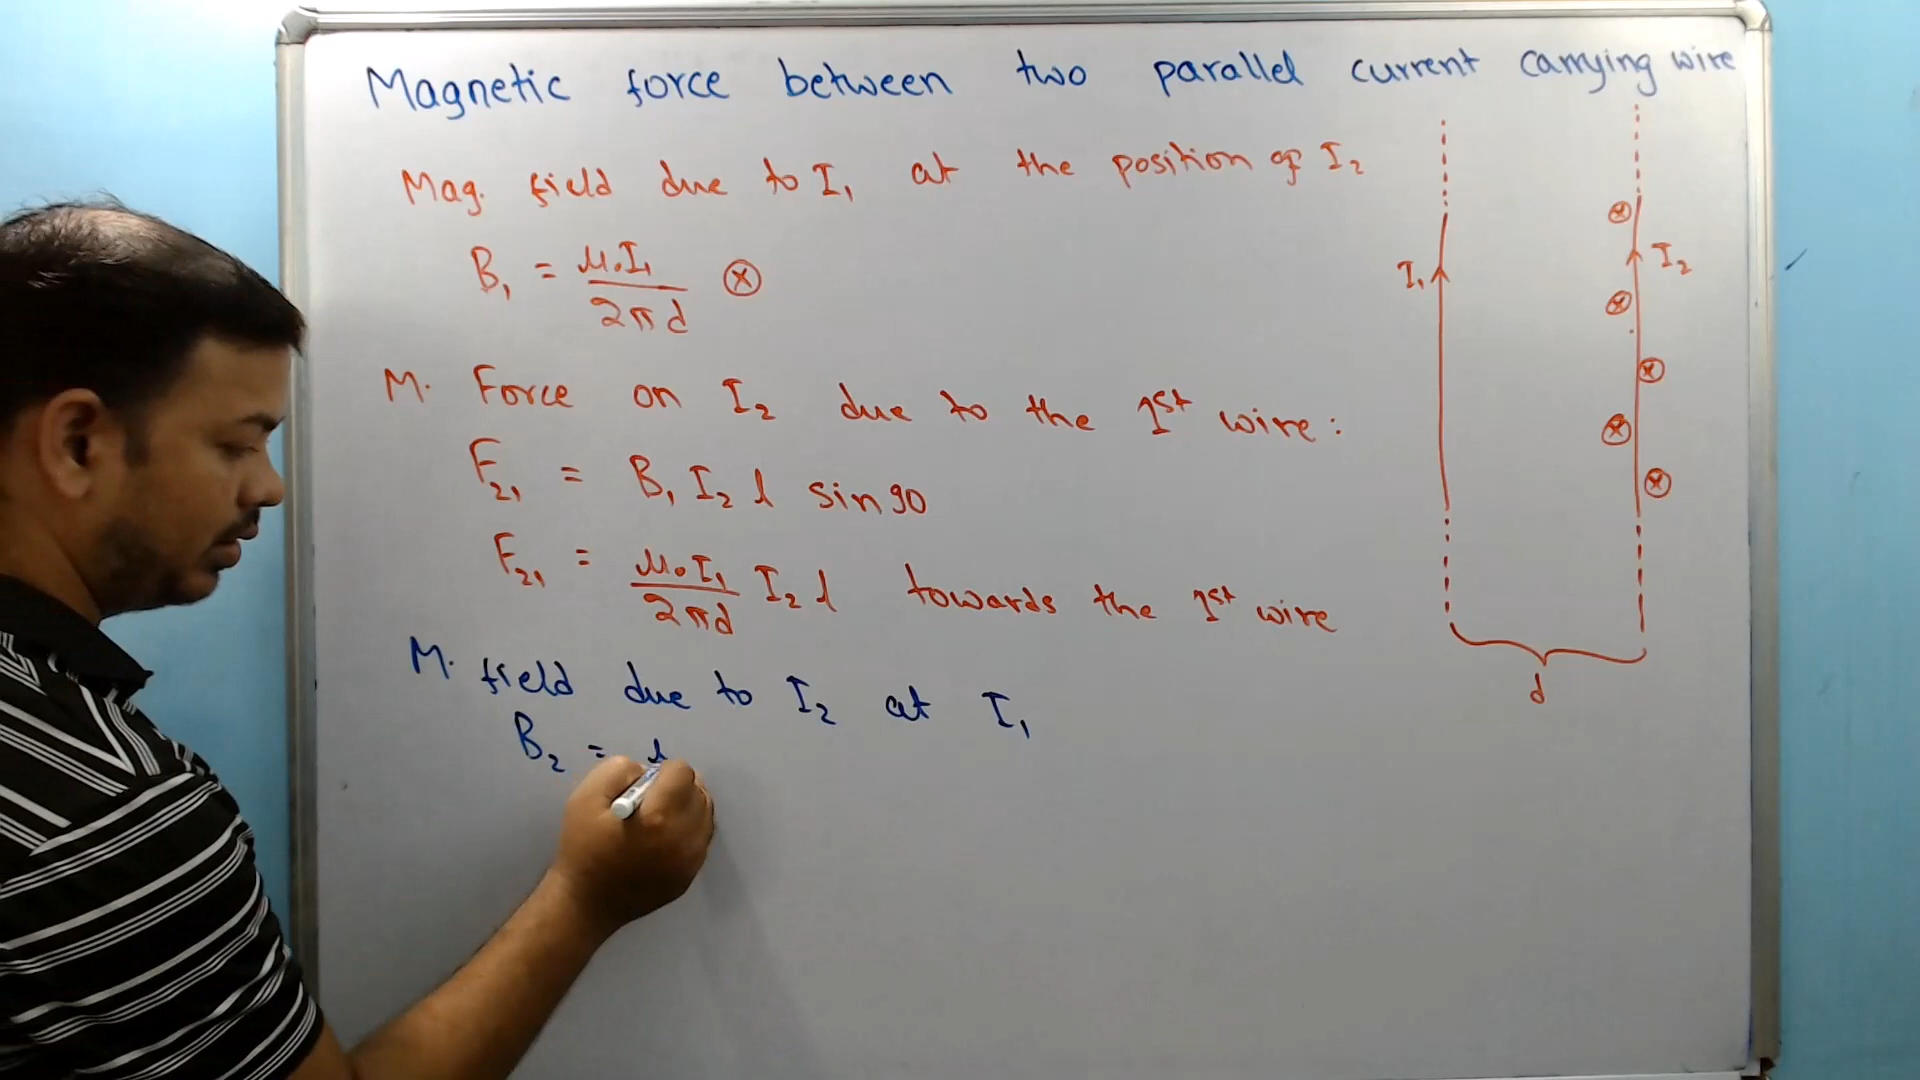 Magnetic force between two parallel current carrying wire
Mag. field due to I₁ at the position of I₂
B₁ = μ₀I₁ / 2πd ⊗
M. Force on I₂ due to the 1st wire:
F₂₁ = B₁ I₂ l sin90
F₂₁ = μ₀I₁ / 2πd I₂ l towards the 1st wire
M. field due to I₂ at I₁
B₂ =
I₁
I₂
⊗
⊗
⊗
⊗
⊗
d